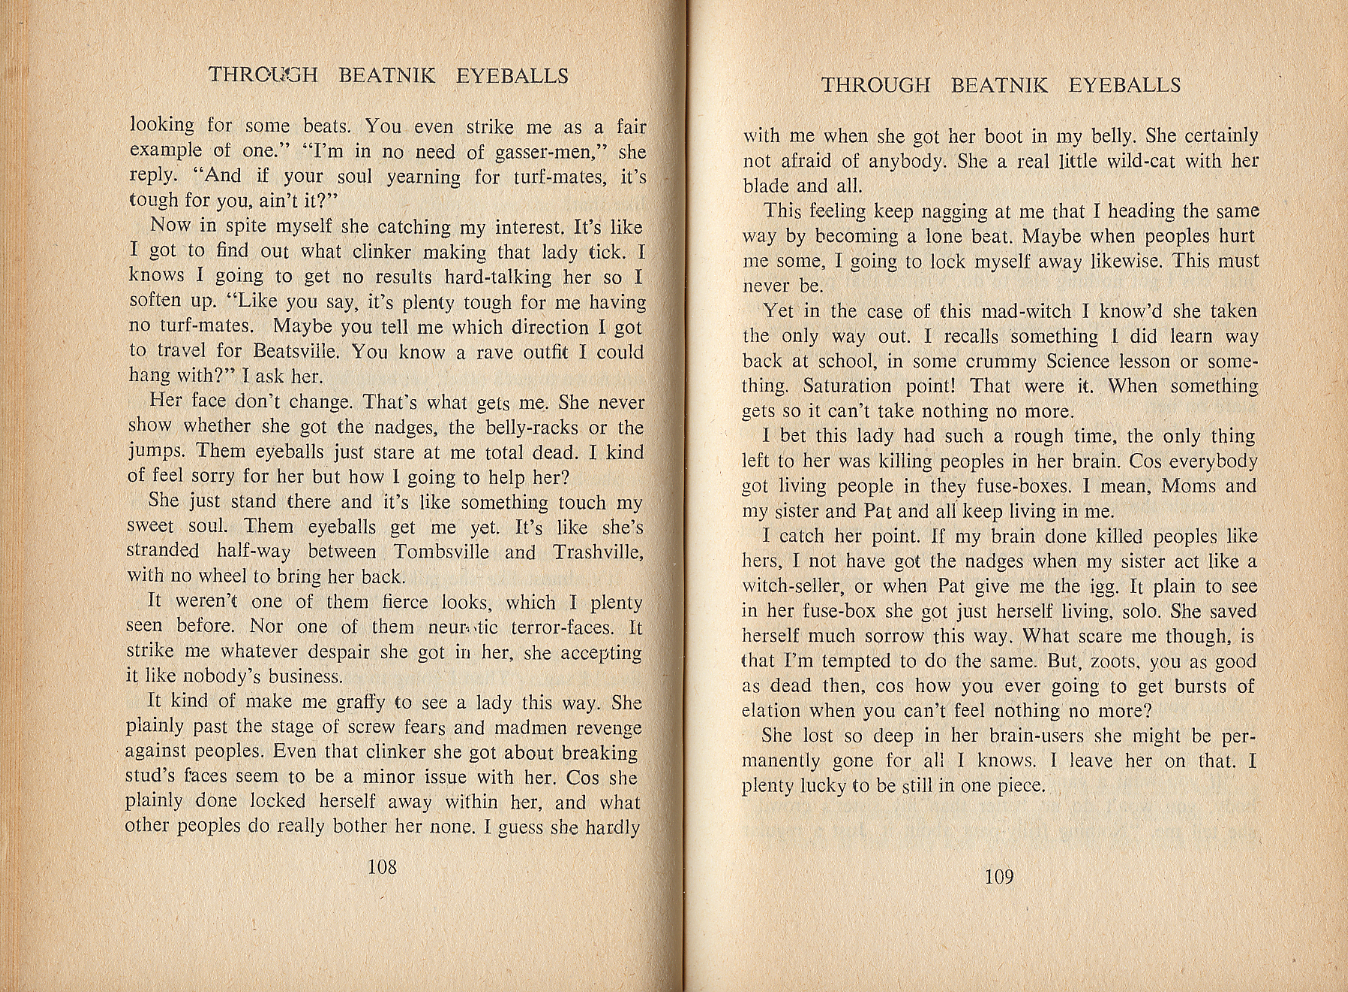 THROUGH BEATNIK EYEBALLS
looking for some beats. You even strike me as a fair
example of one.” “I'm in no need of gasser-men,” she
reply. “And if your soul yearning for turf-mates, it's
tough for you, ain't it?”
Now in spite myself she catching my interest. It's like
I got to find out what clinker making that lady tick. I
knows I going to get no results hard-talking her so I
soften up. “Like you say, it's plenty tough for me having
no turf-mates. Maybe you tell me which direction I got
to travel for Beatsville. You know a rave outfit I could
hang with?” I ask her.
Her face don't change. That's what gets me. She never
show whether she got the nadges, the belly-racks or the
jumps. Them eyeballs just stare at me total dead. I kind
of feel sorry for her but how I going to help her?
She just stand there and it's like something touch my
sweet soul. Them eyeballs get me yet. It's like she's
stranded half-way between Tombsville and Trashville,
with no wheel to bring her back.
It weren't one of them fierce looks, which I plenty
seen before. Nor one of them neurotic terror-faces. It
strike me whatever despair she got in her, she accepting
it like nobody's business.
It kind of make me graffy to see a lady this way. She
plainly past the stage of screw fears and madmen revenge
against peoples. Even that clinker she got about breaking
stud's faces seem to be a minor issue with her. Cos she
plainly done locked herself away within her, and what
other peoples do really bother her none. I guess she hardly
108
THROUGH BEATNIK EYEBALLS
with me when she got her boot in my belly. She certainly
not afraid of anybody. She a real little wild-cat with her
blade and all.
This feeling keep nagging at me that I heading the same
way by becoming a lone beat. Maybe when peoples hurt
me some, I going to lock myself away likewise. This must
never be.
Yet in the case of this mad-witch I know'd she taken
the only way out. I recalls something I did learn way
back at school, in some crummy Science lesson or some-
thing. Saturation point! That were it. When something
gets so it can't take nothing no more.
I bet this lady had such a rough time, the only thing
left to her was killing peoples in her brain. Cos everybody
got living people in they fuse-boxes. I mean, Moms and
my sister and Pat and all keep living in me.
I catch her point. If my brain done killed peoples like
hers, I not have got the nadges when my sister act like a
witch-seller, or when Pat give me the igg. It plain to see
in her fuse-box she got just herself living, solo. She saved
herself much sorrow this way. What scare me though, is
that I'm tempted to do the same. But, zoots, you as good
as dead then, cos how you ever going to get bursts of
elation when you can't feel nothing no more?
She lost so deep in her brain-users she might be per-
manently gone for all I knows. I leave her on that. I
plenty lucky to be still in one piece.
109